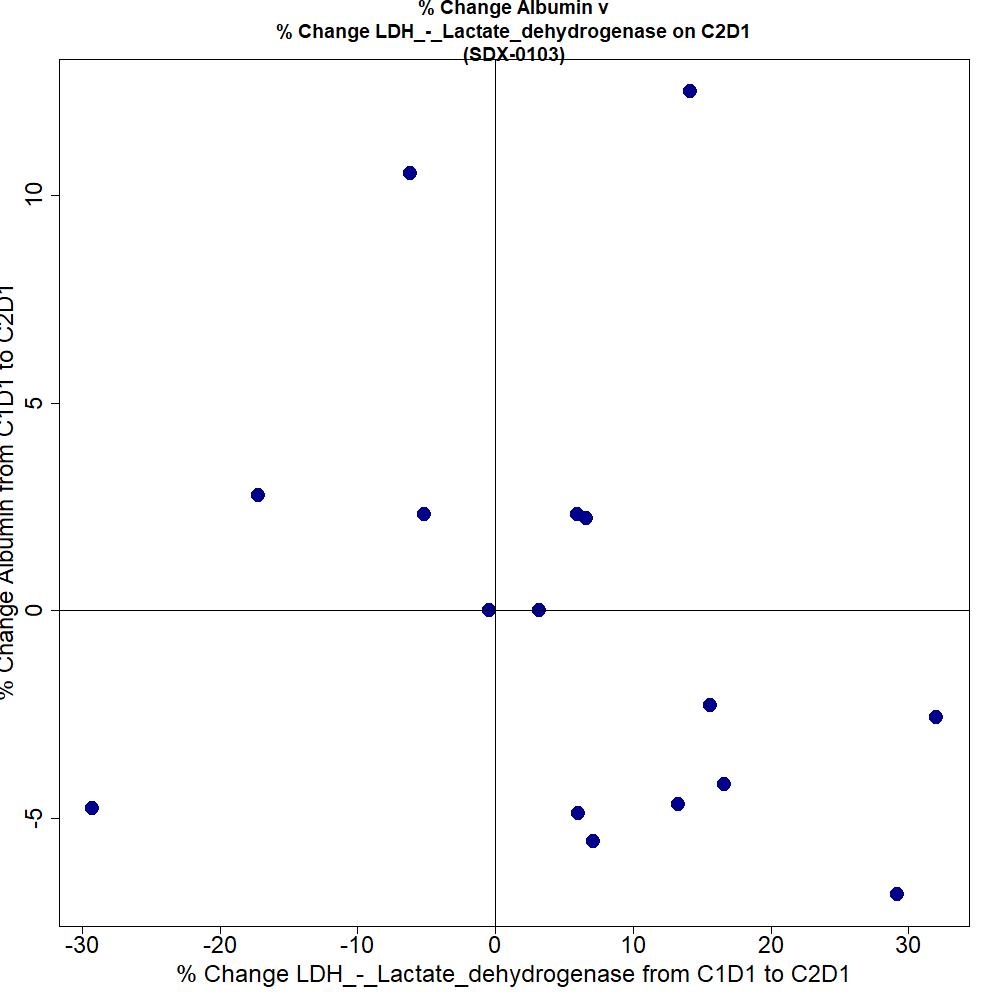 % Change Albumin v
% Change LDH_-_Lactate_dehydrogenase on C2D1
(SDX-0103)
% Change Albumin from C1D1 to C2D1
10
5
0
-5
-30
-20
-10
0
10
20
30
% Change LDH_-_Lactate_dehydrogenase from C1D1 to C2D1